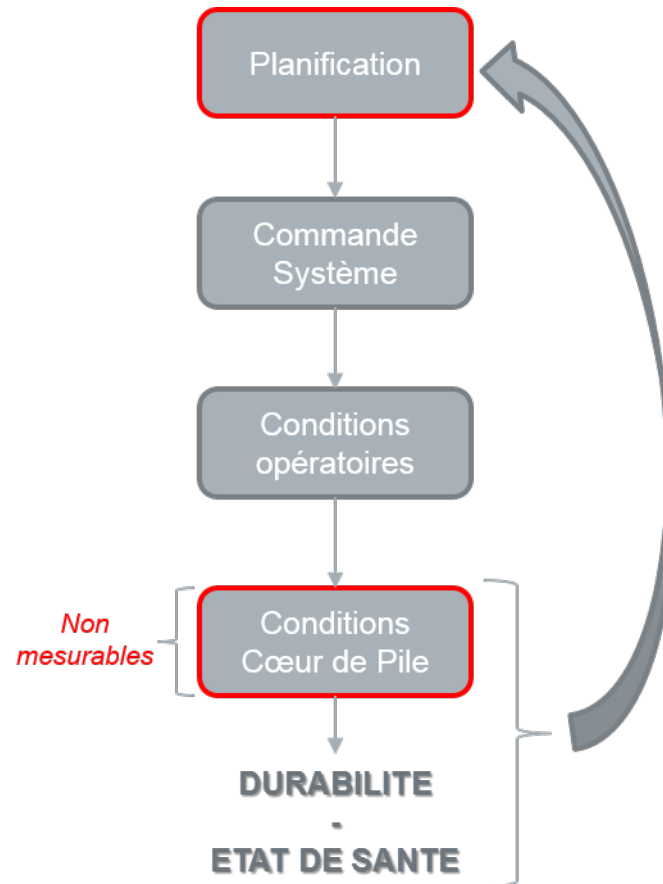 Planification
Commande
Système
Conditions
opératoires
Non
mesurables
Conditions
Cœur de Pile
DURABILITE
-
ETAT DE SANTE